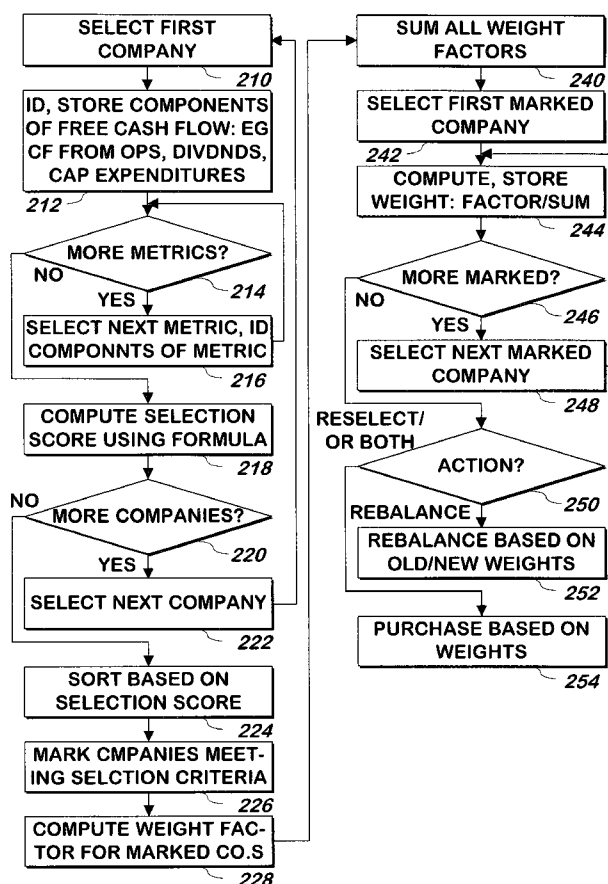 SELECT FIRST
COMPANY
210
ID, STORE COMPONENTS
OF FREE CASH FLOW: EG
CF FROM OPS, DIVDNDS,
CAP EXPENDITURES
212
MORE METRICS?
NO
214
YES
SELECT NEXT METRIC, ID
COMPONNTS OF METRIC
216
COMPUTE SELECTION
SCORE USING FORMULA
218
NO
MORE COMPANIES?
220
YES
SELECT NEXT COMPANY
222
SORT BASED ON
SELECTION SCORE
224
MARK CMPANIES MEET-
ING SELCTION CRITERIA
226
COMPUTE WEIGHT FAC-
TOR FOR MARKED CO.S
228
SUM ALL WEIGHT
FACTORS
240
SELECT FIRST MARKED
COMPANY
242
COMPUTE, STORE
WEIGHT: FACTOR/SUM
244
MORE MARKED?
NO
246
YES
SELECT NEXT MARKED
COMPANY
248
RESELECT/
OR BOTH
ACTION?
250
REBALANCE
REBALANCE BASED ON
OLD/NEW WEIGHTS
252
PURCHASE BASED ON
WEIGHTS
254